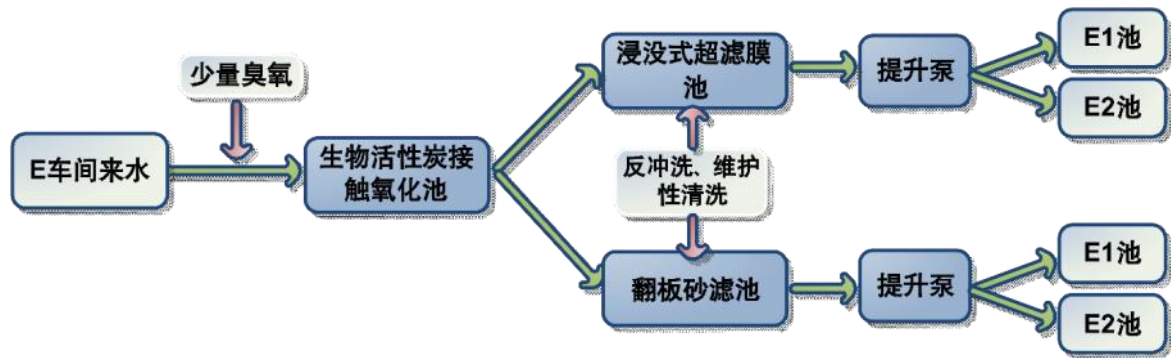 少量臭氧
E车间来水
生物活性炭接
触氧化池
浸没式超滤膜
池
提升泵
E1池
E2池
反冲洗、维护
性清洗
翻板砂滤池
提升泵
E1池
E2池